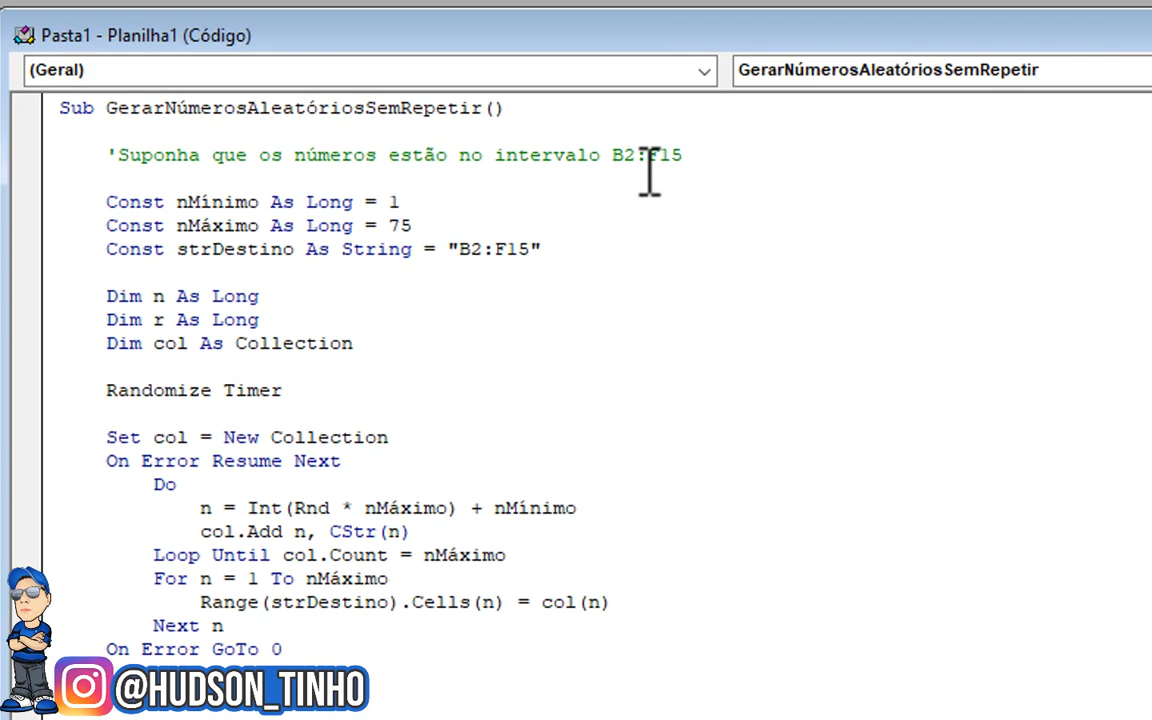 Pasta1 - Planilha1 (Código)
(Geral)
GerarNúmerosAleatóriosSemRepetir
Sub GerarNúmerosAleatóriosSemRepetir()
'Suponha que os números estão no intervalo B2:F15
Const nMínimo As Long = 1
Const nMáximo As Long = 75
Const strDestino As String = "B2:F15"
Dim n As Long
Dim r As Long
Dim col As Collection
Randomize Timer
Set col = New Collection
On Error Resume Next
Do
n = Int(Rnd * nMáximo) + nMínimo
col.Add n, CStr(n)
Loop Until col.Count = nMáximo
For n = 1 To nMáximo
Range(strDestino).Cells(n) = col(n)
Next n
On Error GoTo 0
@HUDSON_TINHO